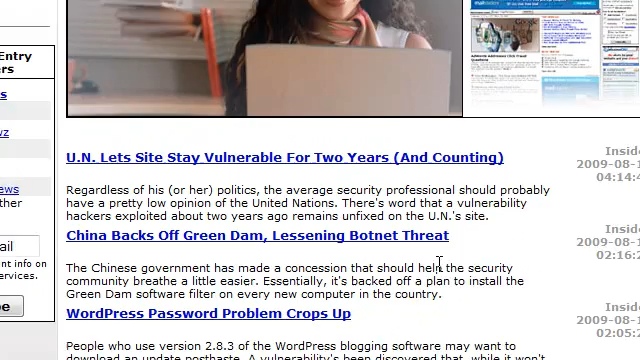 Entry
ers
s
wz
ews
ther
ail
nt info on
services.
be
U.N. Lets Site Stay Vulnerable For Two Years (And Counting)
Inside
2009-08-1
04:14:4
Regardless of his (or her) politics, the average security professional should probably
have a pretty low opinion of the United Nations. There's word that a vulnerability
hackers exploited about two years ago remains unfixed on the U.N.'s site.
China Backs Off Green Dam, Lessening Botnet Threat
Inside
2009-08-1
02:16:2
The Chinese government has made a concession that should help the security
community breathe a little easier. Essentially, it's backed off a plan to install the
Green Dam software filter on every new computer in the country.
WordPress Password Problem Crops Up
Inside
2009-08-1
02:05:2
People who use version 2.8.3 of the WordPress blogging software may want to
download an update posthaste. A vulnerability's been discovered that, while it won't